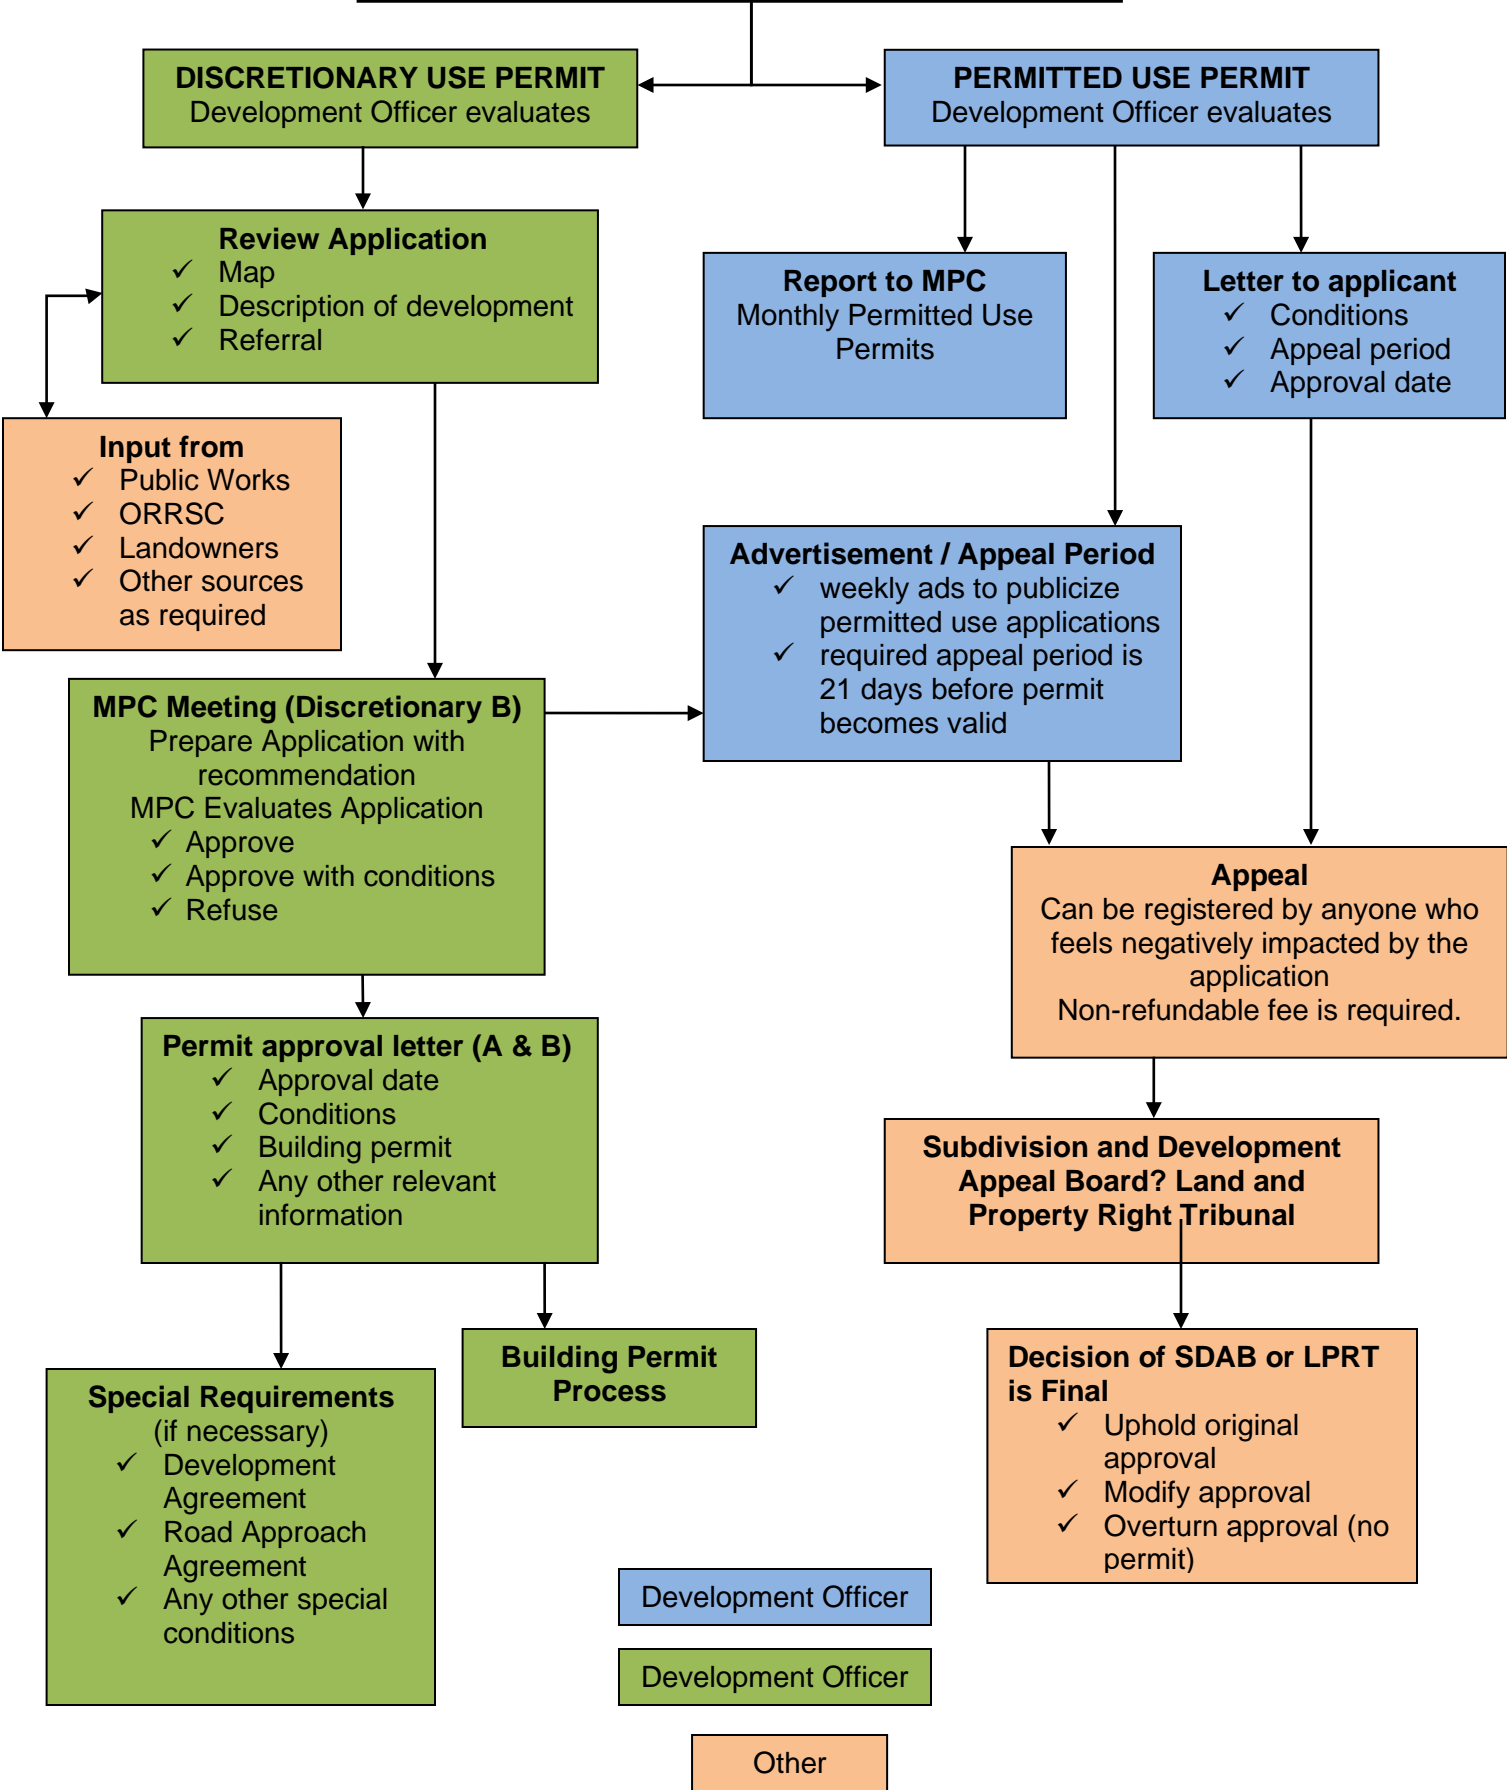 DISCRETIONARY USE PERMIT
Development Officer evaluates
PERMITTED USE PERMIT
Development Officer evaluates
Review Application
✓ Map
✓ Description of development
✓ Referral
Report to MPC
Monthly Permitted Use
Permits
Letter to applicant
✓ Conditions
✓ Appeal period
✓ Approval date
Input from
✓ Public Works
✓ ORRSC
✓ Landowners
✓ Other sources
as required
Advertisement / Appeal Period
✓ weekly ads to publicize
permitted use applications
✓ required appeal period is
21 days before permit
becomes valid
MPC Meeting (Discretionary B)
Prepare Application with
recommendation
MPC Evaluates Application
✓ Approve
✓ Approve with conditions
✓ Refuse
Appeal
Can be registered by anyone who
feels negatively impacted by the
application
Non-refundable fee is required.
Permit approval letter (A & B)
✓ Approval date
✓ Conditions
✓ Building permit
✓ Any other relevant
information
Subdivision and Development
Appeal Board? Land and
Property Right Tribunal
Building Permit
Process
Special Requirements
(if necessary)
✓ Development
Agreement
✓ Road Approach
Agreement
✓ Any other special
conditions
Decision of SDAB or LPRT
is Final
✓ Uphold original
approval
✓ Modify approval
✓ Overturn approval (no
permit)
Development Officer
Development Officer
Other